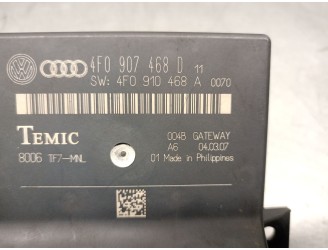 4F0 907 468 D 11
SW: 4F0 910 468 A 0070
TEMIC
004B GATEWAY
8006 TF7-MNL
A6 04.03.07
01 Made in Philippines